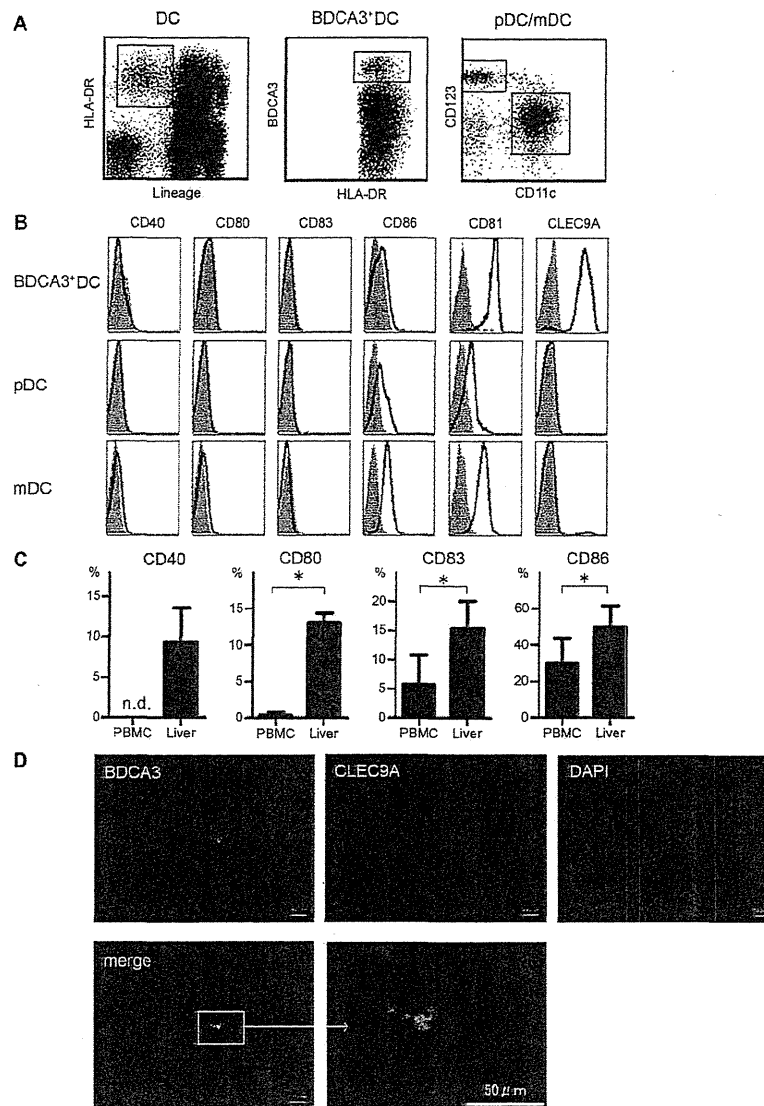 A
DC
BDCA3⁺DC
pDC/mDC
HLA-DR
Lineage
BDCA3
HLA-DR
CD123
CD11c
B
CD40 CD80 CD83 CD86 CD81 CLEC9A
BDCA3⁺DC
pDC
mDC
C
CD40
%
15
10
5
0
n.d.
PBMC Liver
CD80
%
15
10
5
0
*
PBMC Liver
CD83
%
20
15
10
5
0
*
PBMC Liver
CD86
%
60
40
20
0
*
PBMC Liver
D
BDCA3
CLEC9A
DAPI
merge
50 μm